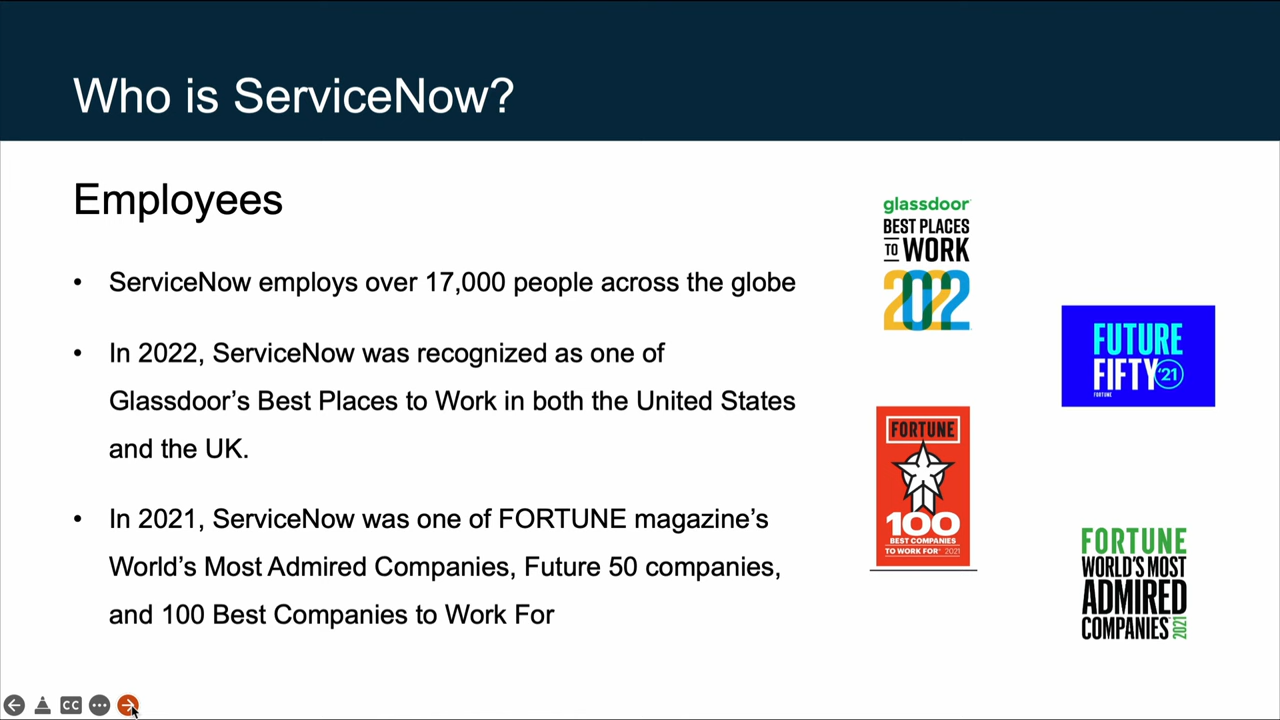 Who is ServiceNow?
Employees
• ServiceNow employs over 17,000 people across the globe
• In 2022, ServiceNow was recognized as one of
Glassdoor’s Best Places to Work in both the United States
and the UK.
• In 2021, ServiceNow was one of FORTUNE magazine’s
World’s Most Admired Companies, Future 50 companies,
and 100 Best Companies to Work For
glassdoor
BEST PLACES
TO WORK
2022
FUTURE
FIFTY ’21
FORTUNE
FORTUNE
100
BEST COMPANIES
TO WORK FOR® 2021
FORTUNE
WORLD’S MOST
ADMIRED
COMPANIES 2021
CC